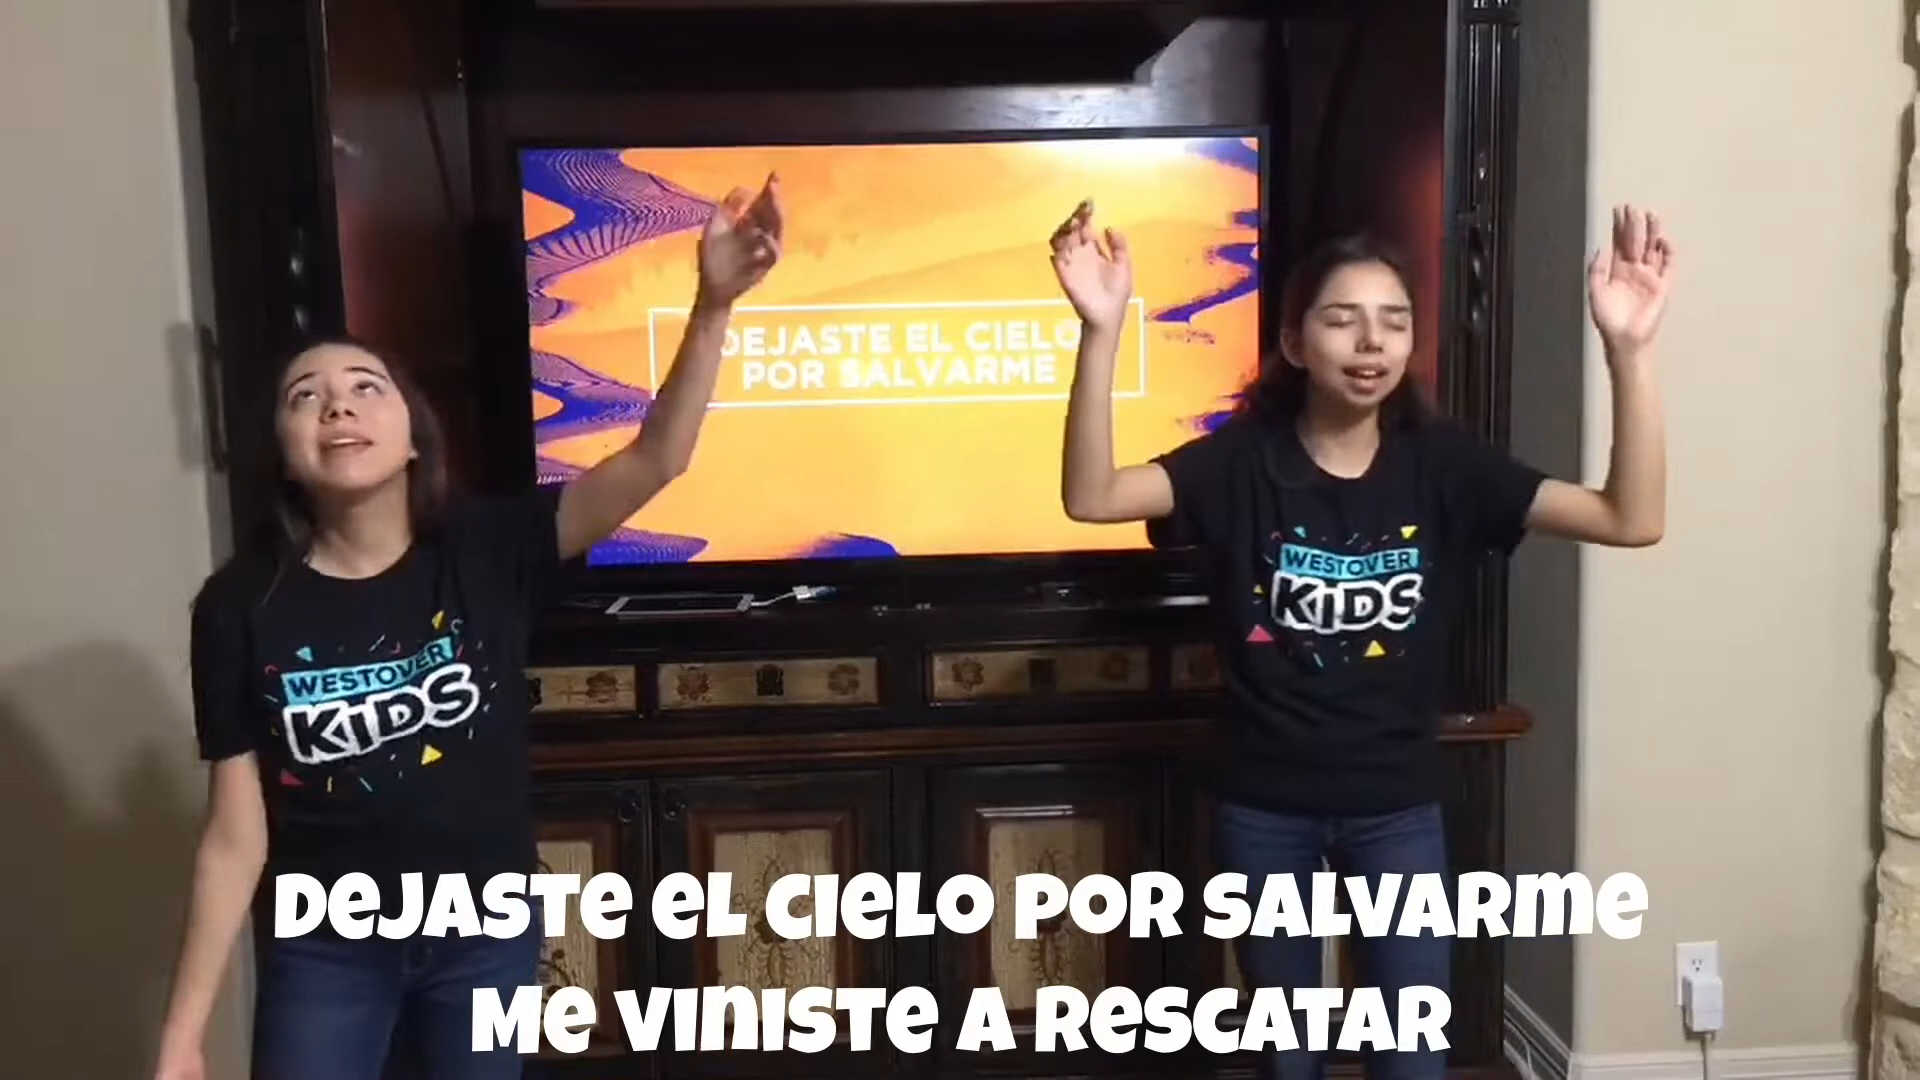 DEJASTE EL CIELO
POR SALVARME
WESTOVER
KIDS
WESTOVER
KIDS
DEJASTE EL CIELO POR SALVARME
ME VINISTE A RESCATAR